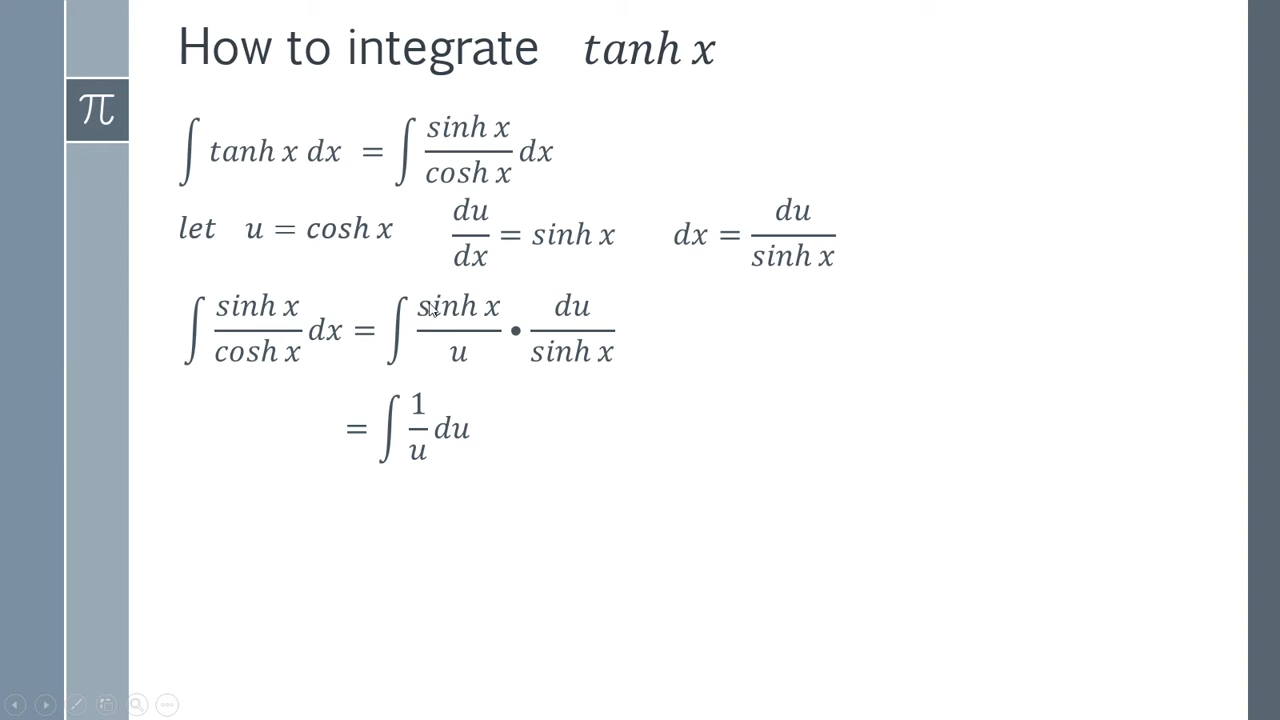 How to integrate tanh x
π
∫ tanh x dx = ∫ sinh x / cosh x dx
let u = cosh x du/dx = sinh x dx = du / sinh x
∫ sinh x / cosh x dx = ∫ sinh x / u • du / sinh x
= ∫ 1/u du